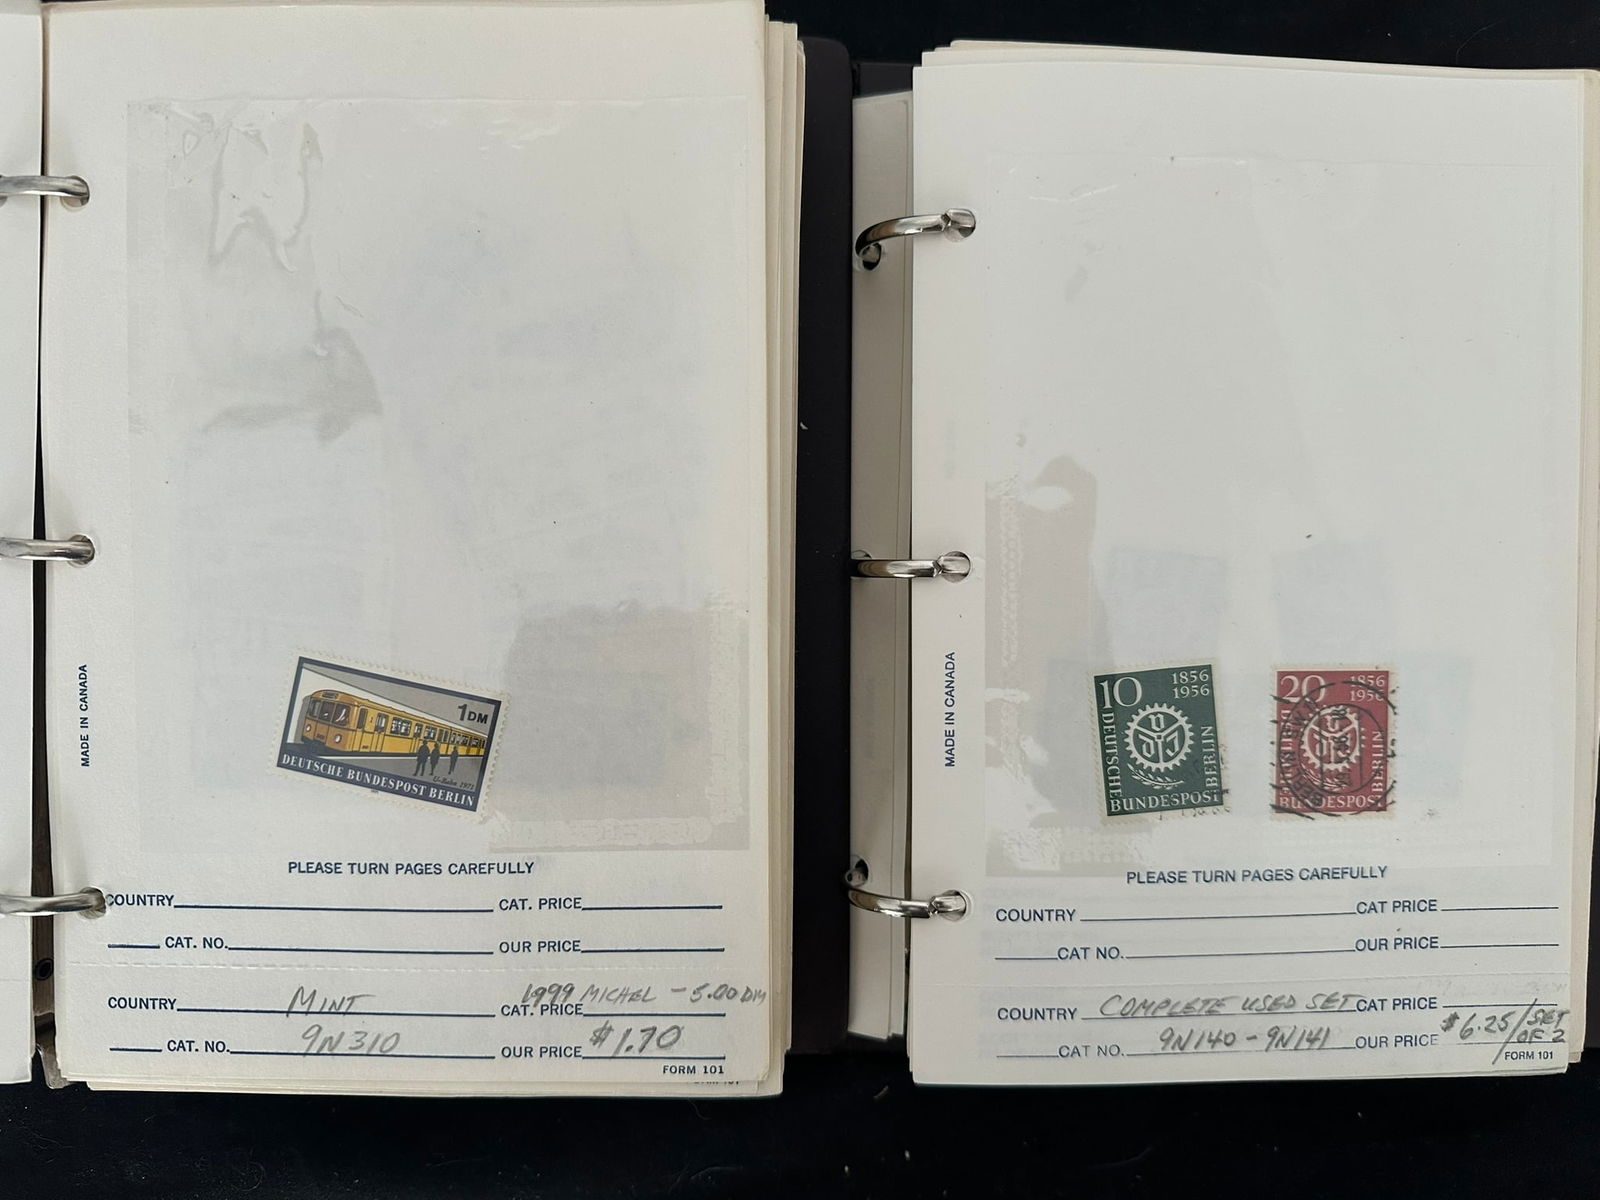 MADE IN CANADA
1DM
U-Bahn 1971
DEUTSCHE BUNDESPOST BERLIN
PLEASE TURN PAGES CAREFULLY
COUNTRY CAT. PRICE
CAT. NO. OUR PRICE
1999 MICHEL - 5.00 DM
COUNTRY MINT CAT. PRICE
CAT. NO. 9N310 OUR PRICE $1.70
FORM 101
MADE IN CANADA
10 1856
1956
DEUTSCHE
BUNDESPOST
BERLIN
VDI
20 1856
1956
DEUTSCHE
BUNDESPOST
BERLIN
VDI
PLEASE TURN PAGES CAREFULLY
COUNTRY CAT PRICE
CAT NO. OUR PRICE
COUNTRY COMPLETE USED SET CAT PRICE
CAT NO. 9N140 - 9N141 OUR PRICE $6.25/SET OF 2
FORM 101